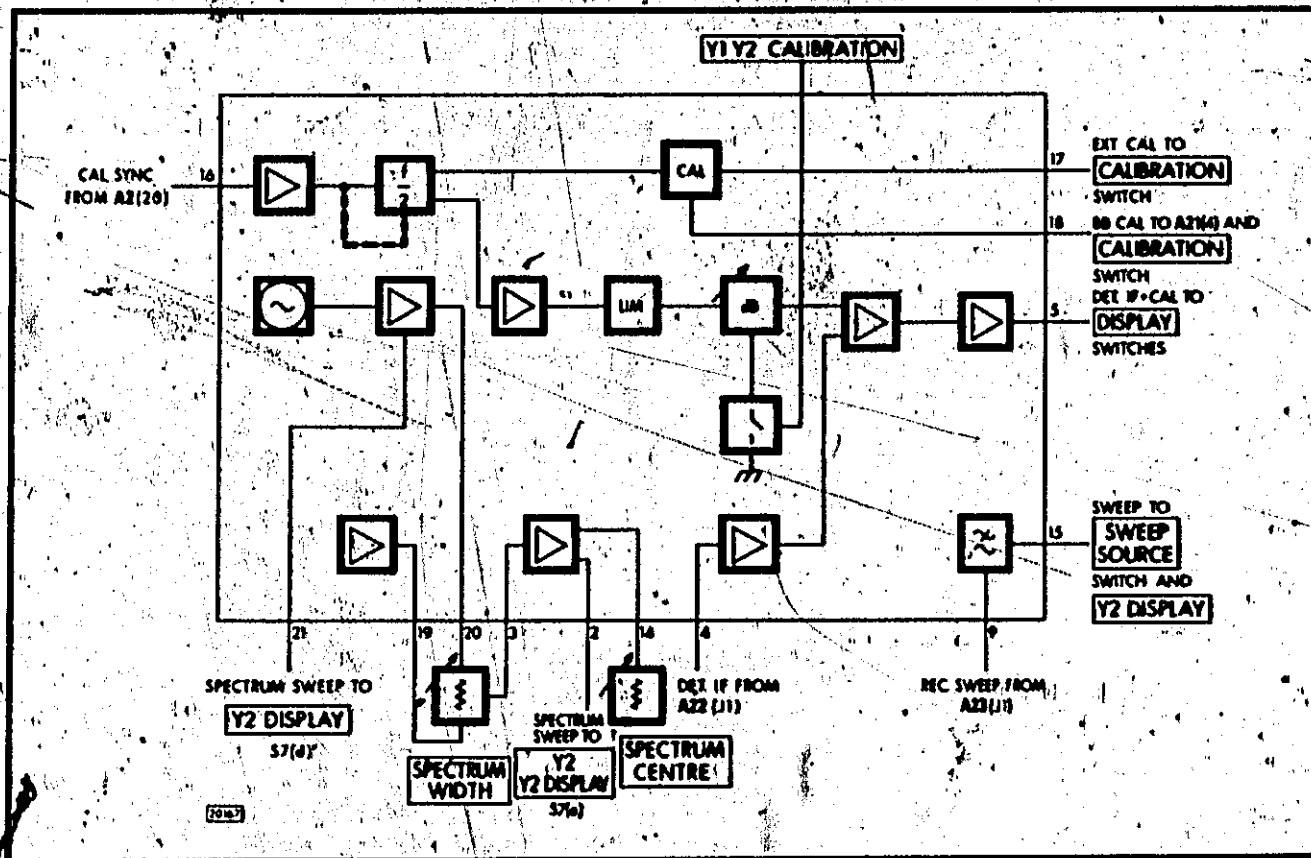 Y1 Y2 CALIBRATION
CAL SYNC
FROM A2(20)
16
f
2
CAL
17
EXT CAL TO
CALIBRATION
SWITCH
18
BB CAL TO A21(4) AND
CALIBRATION
SWITCH
LIM
dB
5
DET. IF+CAL TO
DISPLAY
SWITCHES
15
SWEEP TO
SWEEP
SOURCE
SWITCH AND
Y2 DISPLAY
21
19
20
3
2
14
4
9
SPECTRUM SWEEP TO
Y2 DISPLAY
S7(d)
SPECTRUM
WIDTH
SPECTRUM
SWEEP TO
Y2
Y2 DISPLAY
S7(a)
SPECTRUM
CENTRE
DET. IF FROM
A22 (J1)
REC SWEEP FROM
A23(J1)